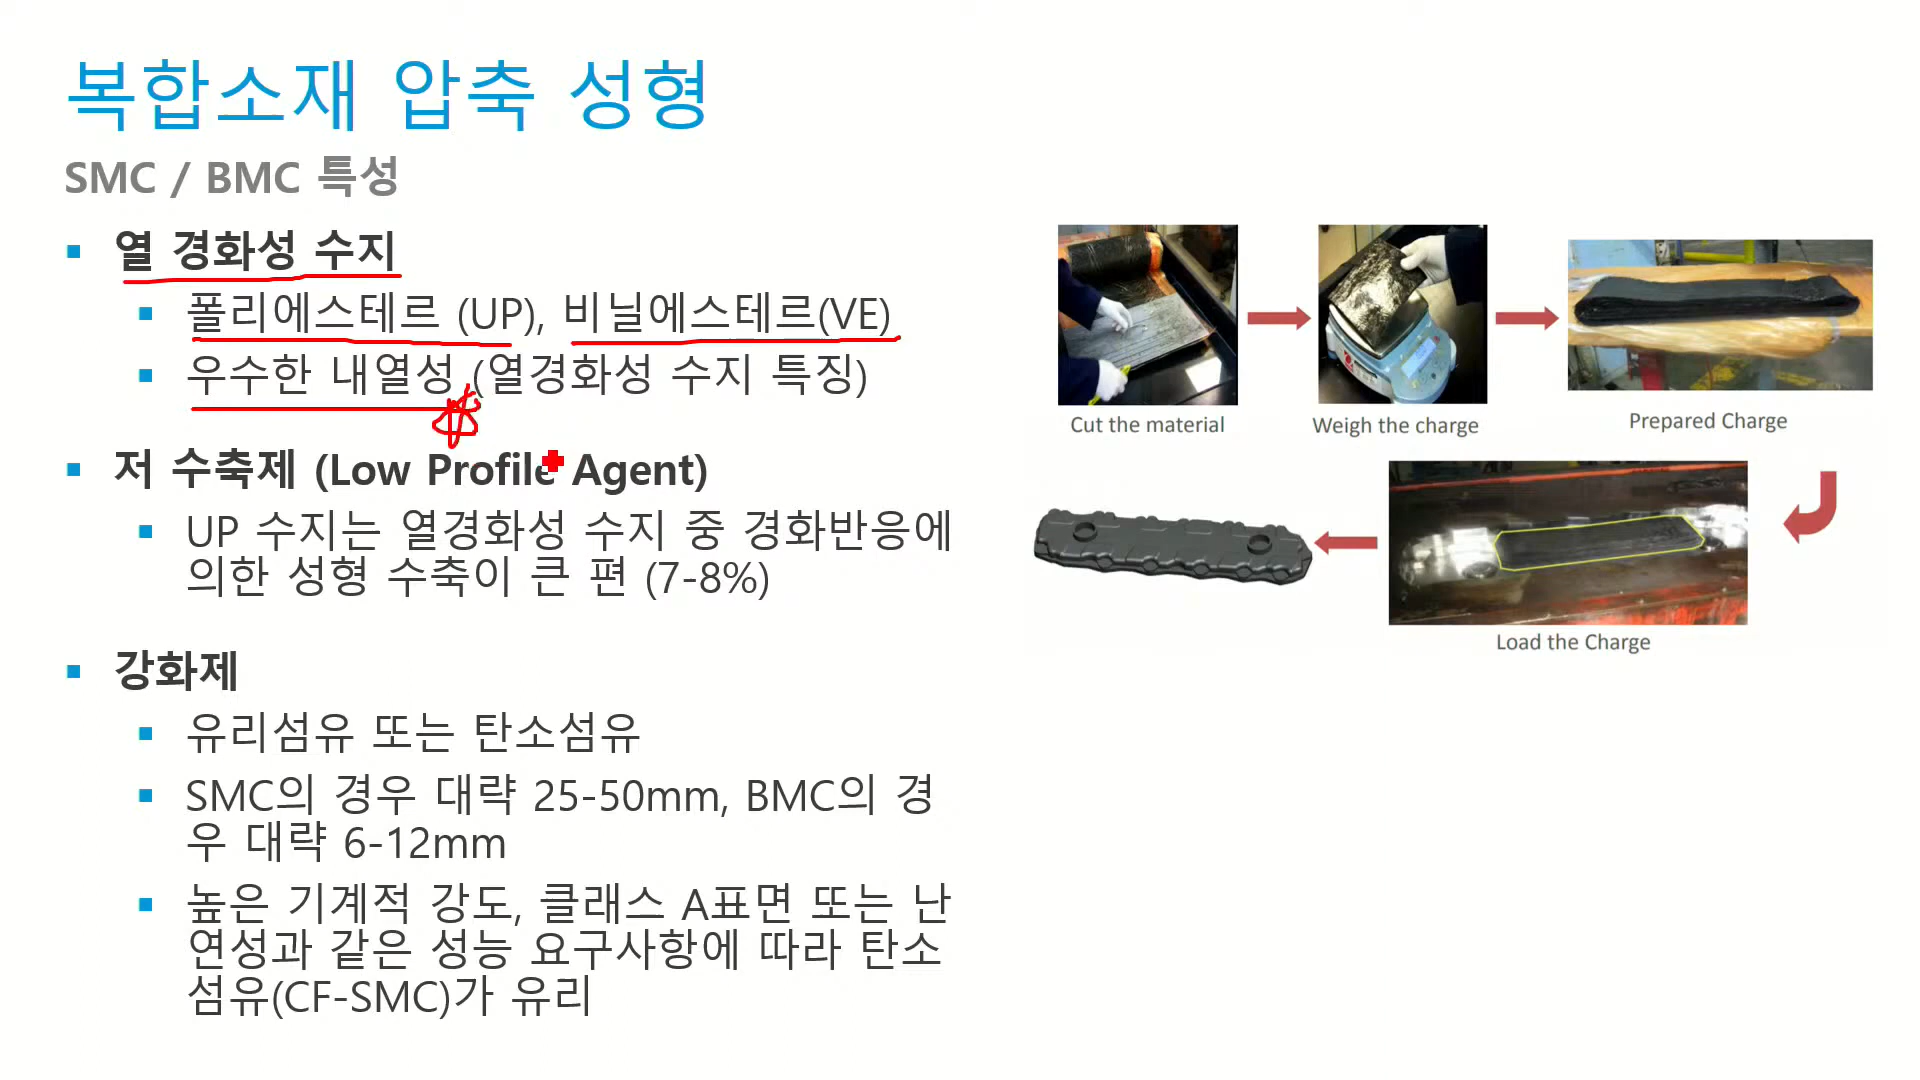 복합소재 압축 성형
SMC / BMC 특성
열 경화성 수지
폴리에스테르 (UP), 비닐에스테르(VE)
우수한 내열성 (열경화성 수지 특징)
저 수축제 (Low Profile Agent)
UP 수지는 열경화성 수지 중 경화반응에
의한 성형 수축이 큰 편 (7-8%)
강화제
유리섬유 또는 탄소섬유
SMC의 경우 대략 25-50mm, BMC의 경
우 대략 6-12mm
높은 기계적 강도, 클래스 A표면 또는 난
연성과 같은 성능 요구사항에 따라 탄소
섬유(CF-SMC)가 유리
Cut the material
Weigh the charge
Prepared Charge
Load the Charge